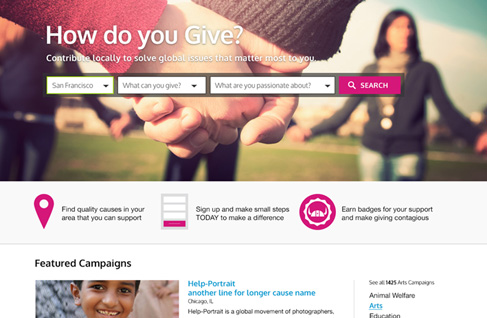 How do you Give?
Contribute locally to solve global issues that matter most to you.
San Francisco
What can you give?
What are you passionate about?
SEARCH
Find quality causes in your
area that you can support
Sign up and make small steps
TODAY to make a difference
Earn badges for your support
and make giving contagious
Featured Campaigns
Help-Portrait
another line for longer cause name
Chicago, IL
Help-Portrait is a global movement of photographers,
See all 1425 Arts Campaigns
Animal Welfare
Arts
Education